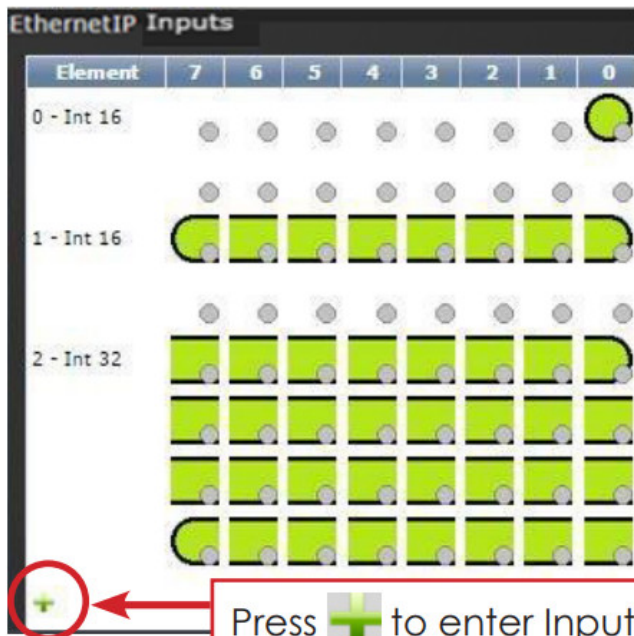 EthernetIP Inputs
Element 7 6 5 4 3 2 1 0
0 - Int 16
1 - Int 16
2 - Int 32
Press to enter Input